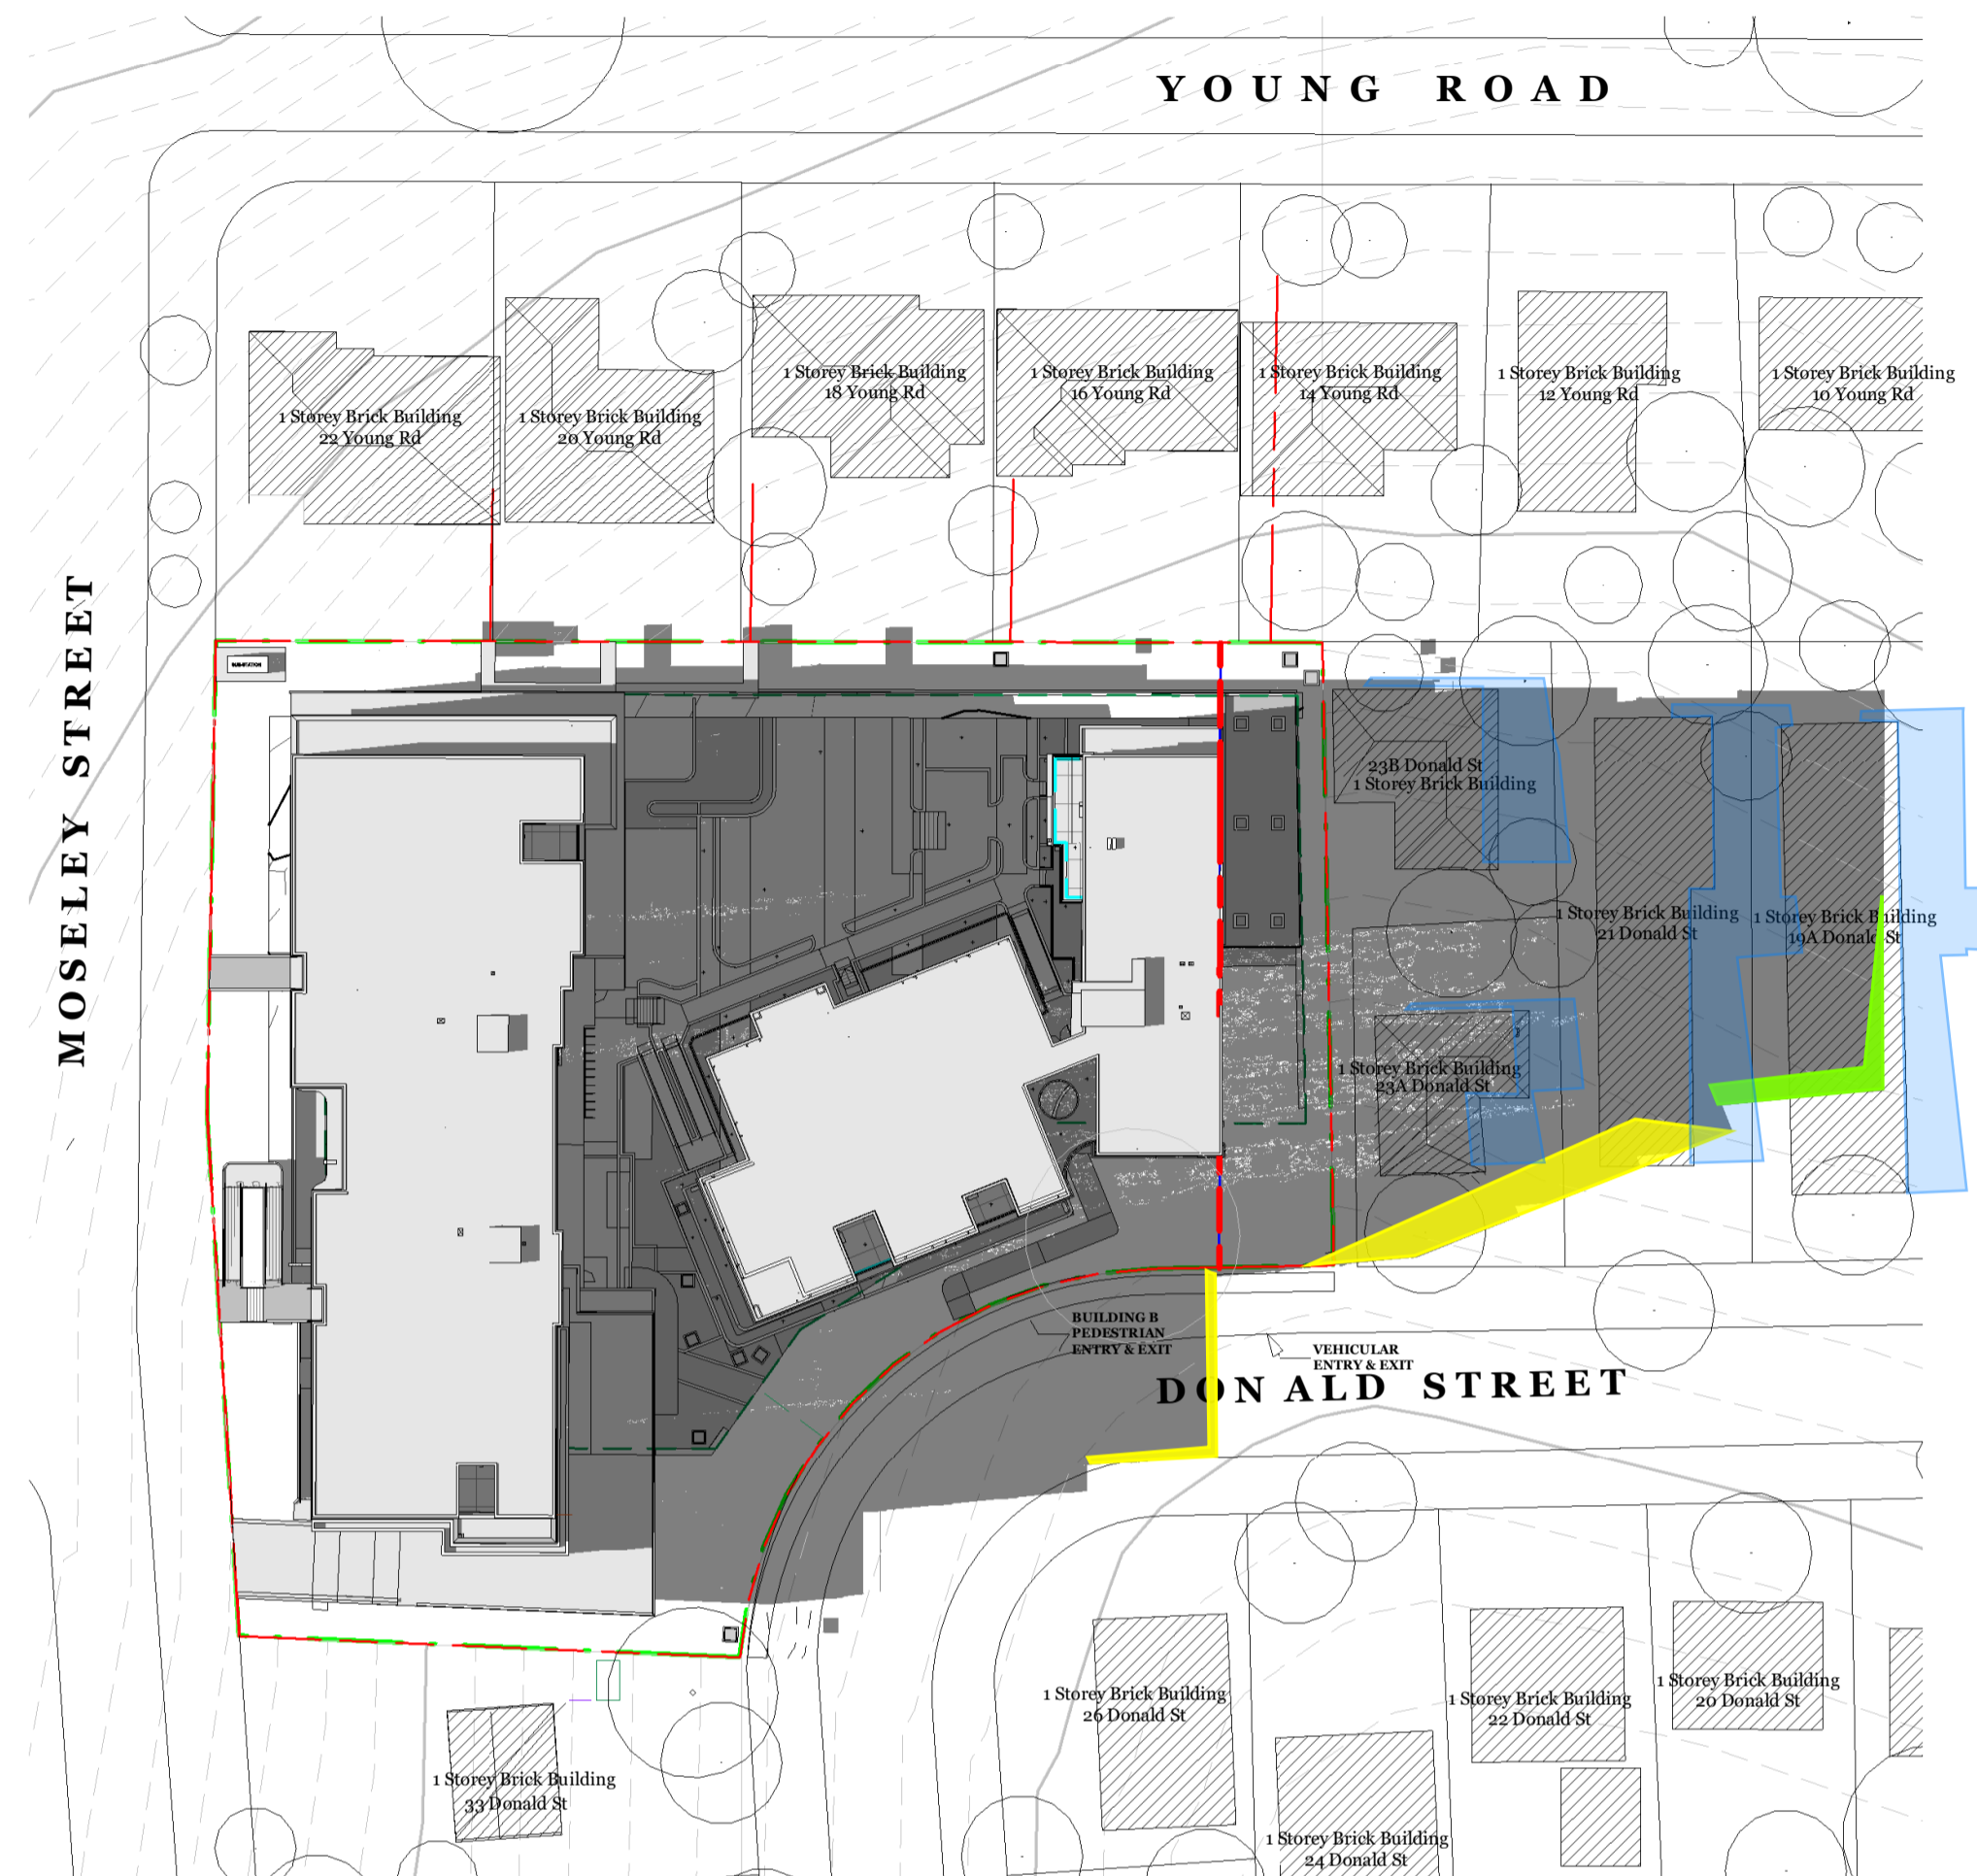 YOUNG ROAD
1 Storey Brick Building
18 Young Rd
1 Storey Brick Building
16 Young Rd
1 Storey Brick Building
14 Young Rd
1 Storey Brick Building
12 Young Rd
1 Storey Brick Building
10 Young Rd
1 Storey Brick Building
22 Young Rd
1 Storey Brick Building
20 Young Rd
MOSELEY STREET
SUB-STATION
23B Donald St
1 Storey Brick Building
1 Storey Brick Building
21 Donald St
1 Storey Brick Building
19A Donald St
1 Storey Brick Building
23A Donald St
BUILDING B
PEDESTRIAN
ENTRY & EXIT
VEHICULAR
ENTRY & EXIT
DONALD STREET
1 Storey Brick Building
26 Donald St
1 Storey Brick Building
22 Donald St
1 Storey Brick Building
20 Donald St
1 Storey Brick Building
33 Donald St
1 Storey Brick Building
24 Donald St